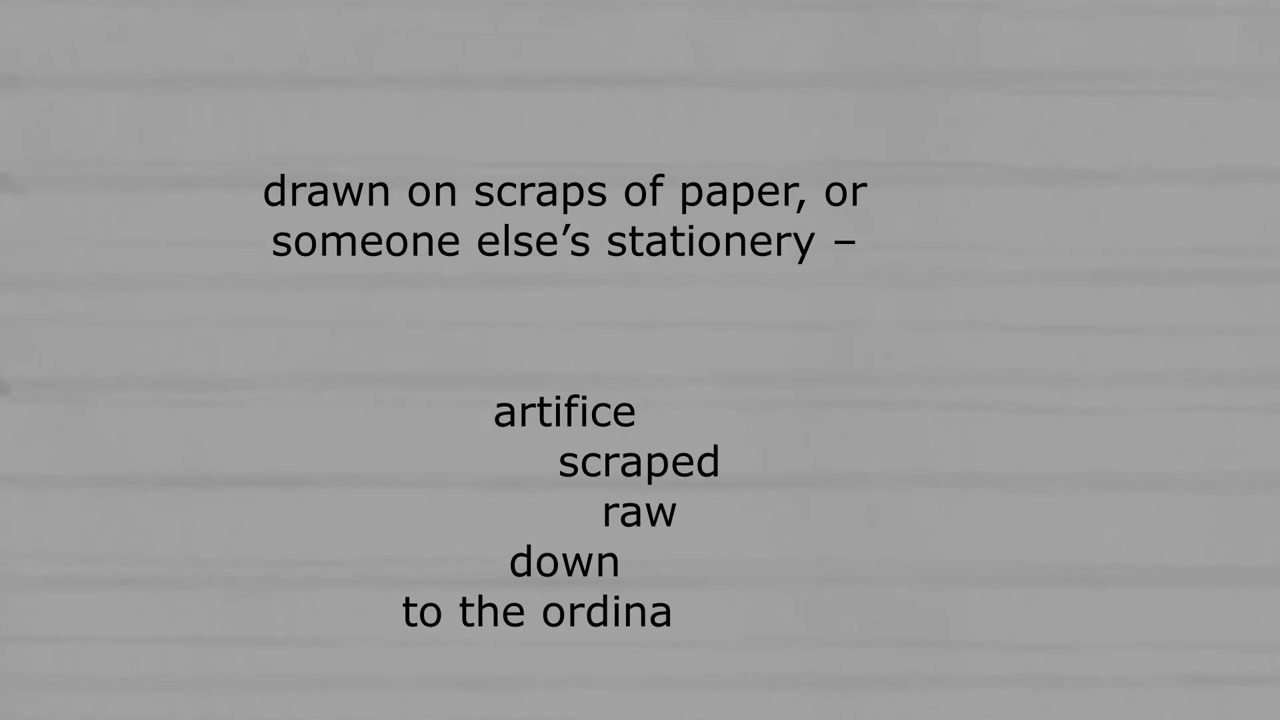 drawn on scraps of paper, or
someone else’s stationery –
artifice
scraped
raw
down
to the ordina